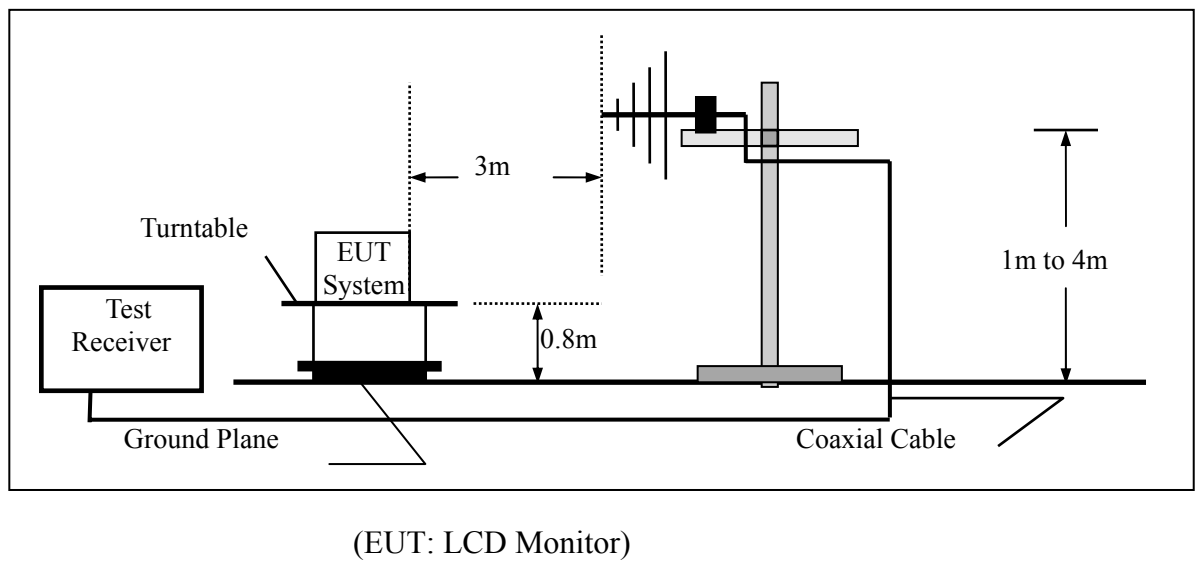 3m
Turntable
EUT
System
1m to 4m
Test
Receiver
0.8m
Ground Plane
Coaxial Cable
(EUT: LCD Monitor)